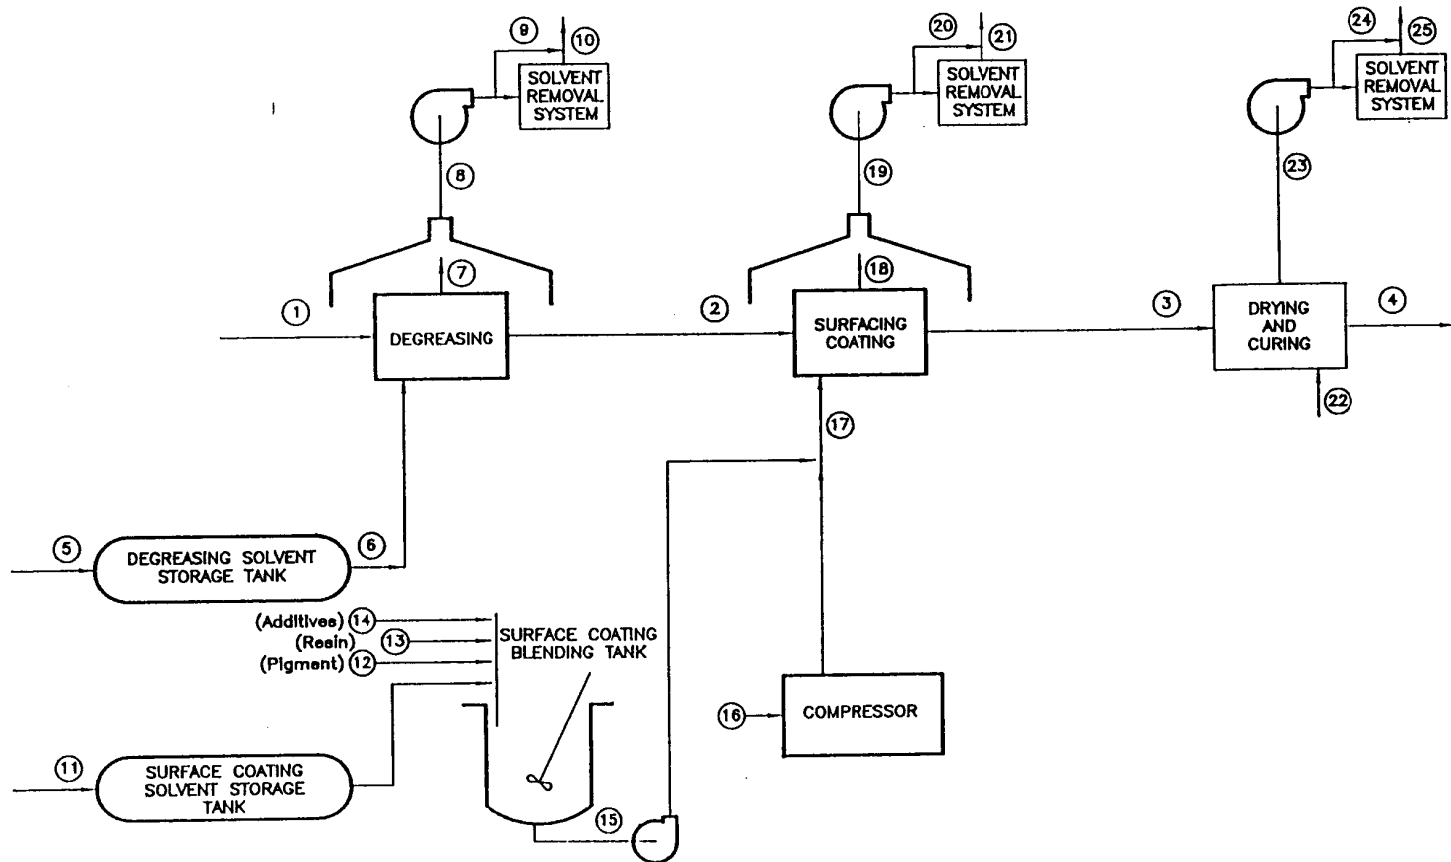 9
10
SOLVENT
REMOVAL
SYSTEM
20
21
SOLVENT
REMOVAL
SYSTEM
24
25
SOLVENT
REMOVAL
SYSTEM
8
19
23
7
18
1
2
3
4
DEGREASING
SURFACING
COATING
DRYING
AND
CURING
22
17
5
6
DEGREASING SOLVENT
STORAGE TANK
(Additives) 14
(Resin) 13
(Pigment) 12
SURFACE COATING
BLENDING TANK
16
COMPRESSOR
11
SURFACE COATING
SOLVENT STORAGE
TANK
15